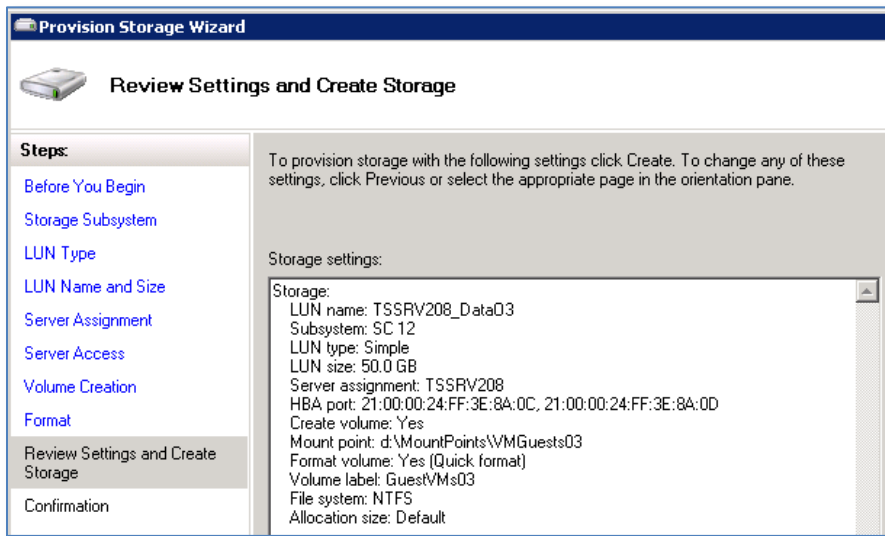 Provision Storage Wizard
Review Settings and Create Storage
Steps:
Before You Begin
Storage Subsystem
LUN Type
LUN Name and Size
Server Assignment
Server Access
Volume Creation
Format
Review Settings and Create
Storage
Confirmation
To provision storage with the following settings click Create. To change any of these
settings, click Previous or select the appropriate page in the orientation pane.
Storage settings:
Storage:
LUN name: TSSRV208_Data03
Subsystem: SC 12
LUN type: Simple
LUN size: 50.0 GB
Server assignment: TSSRV208
HBA port: 21:00:00:24:FF:3E:8A:0C, 21:00:00:24:FF:3E:8A:0D
Create volume: Yes
Mount point: d:\MountPoints\VMGuests03
Format volume: Yes (Quick format)
Volume label: GuestVMs03
File system: NTFS
Allocation size: Default